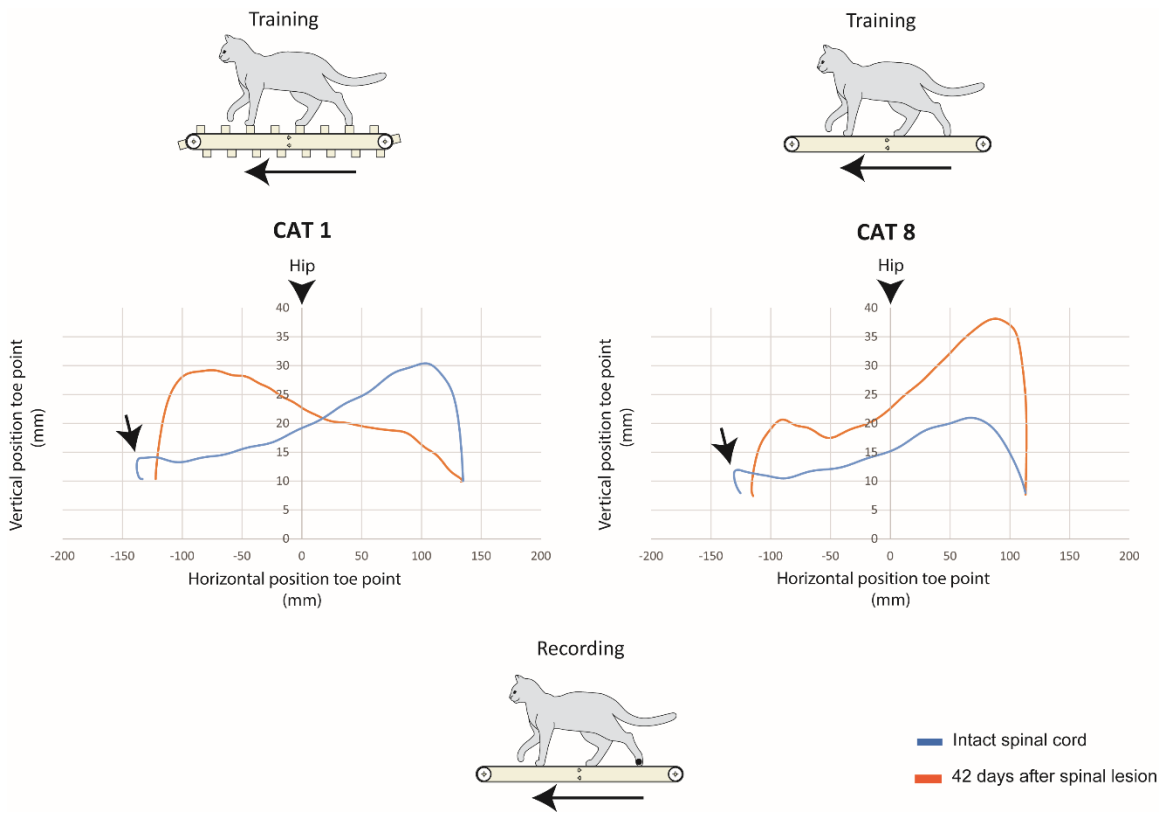 Training
Training
CAT 1
CAT 8
Hip
Hip
Vertical position toe point
(mm)
40
35
30
25
20
15
10
5
0
-200
-150
-100
-50
0
50
100
150
200
Horizontal position toe point
(mm)
Vertical position toe point
(mm)
40
35
30
25
20
15
10
5
0
-200
-150
-100
-50
0
50
100
150
200
Horizontal position toe point
(mm)
Recording
Intact spinal cord
42 days after spinal lesion